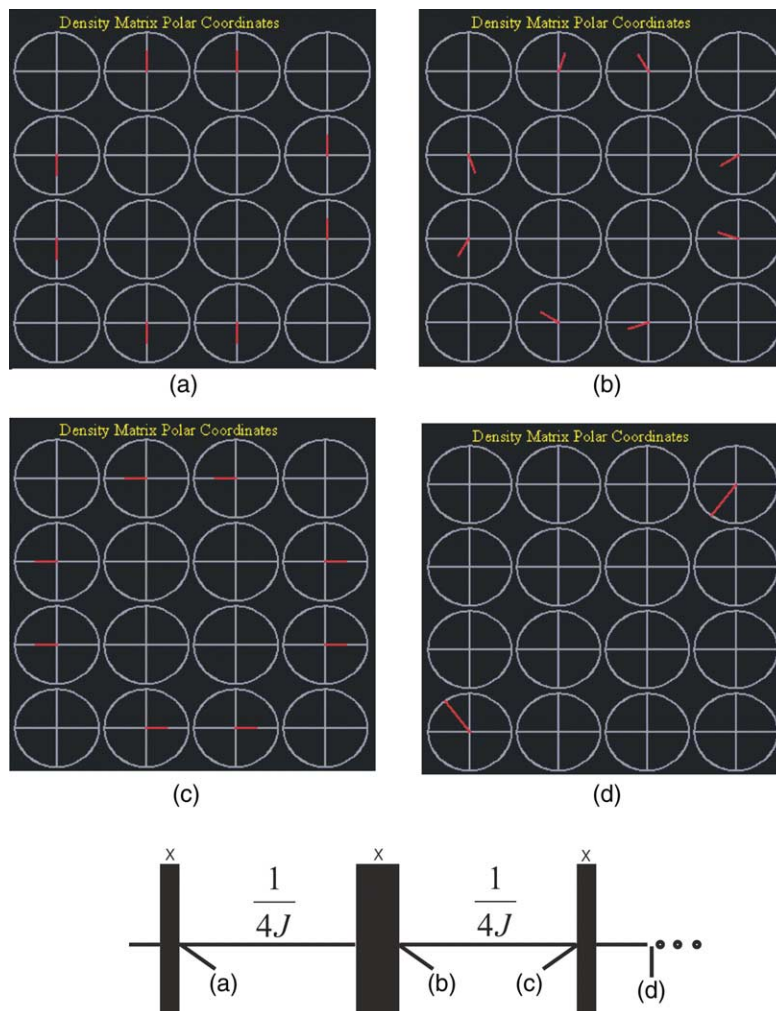 Density Matrix Polar Coordinates
Density Matrix Polar Coordinates
(a)
(b)
Density Matrix Polar Coordinates
Density Matrix Polar Coordinates
(c)
(d)
x
x
x
1
4J
1
4J
(a)
(b)
(c)
(d)